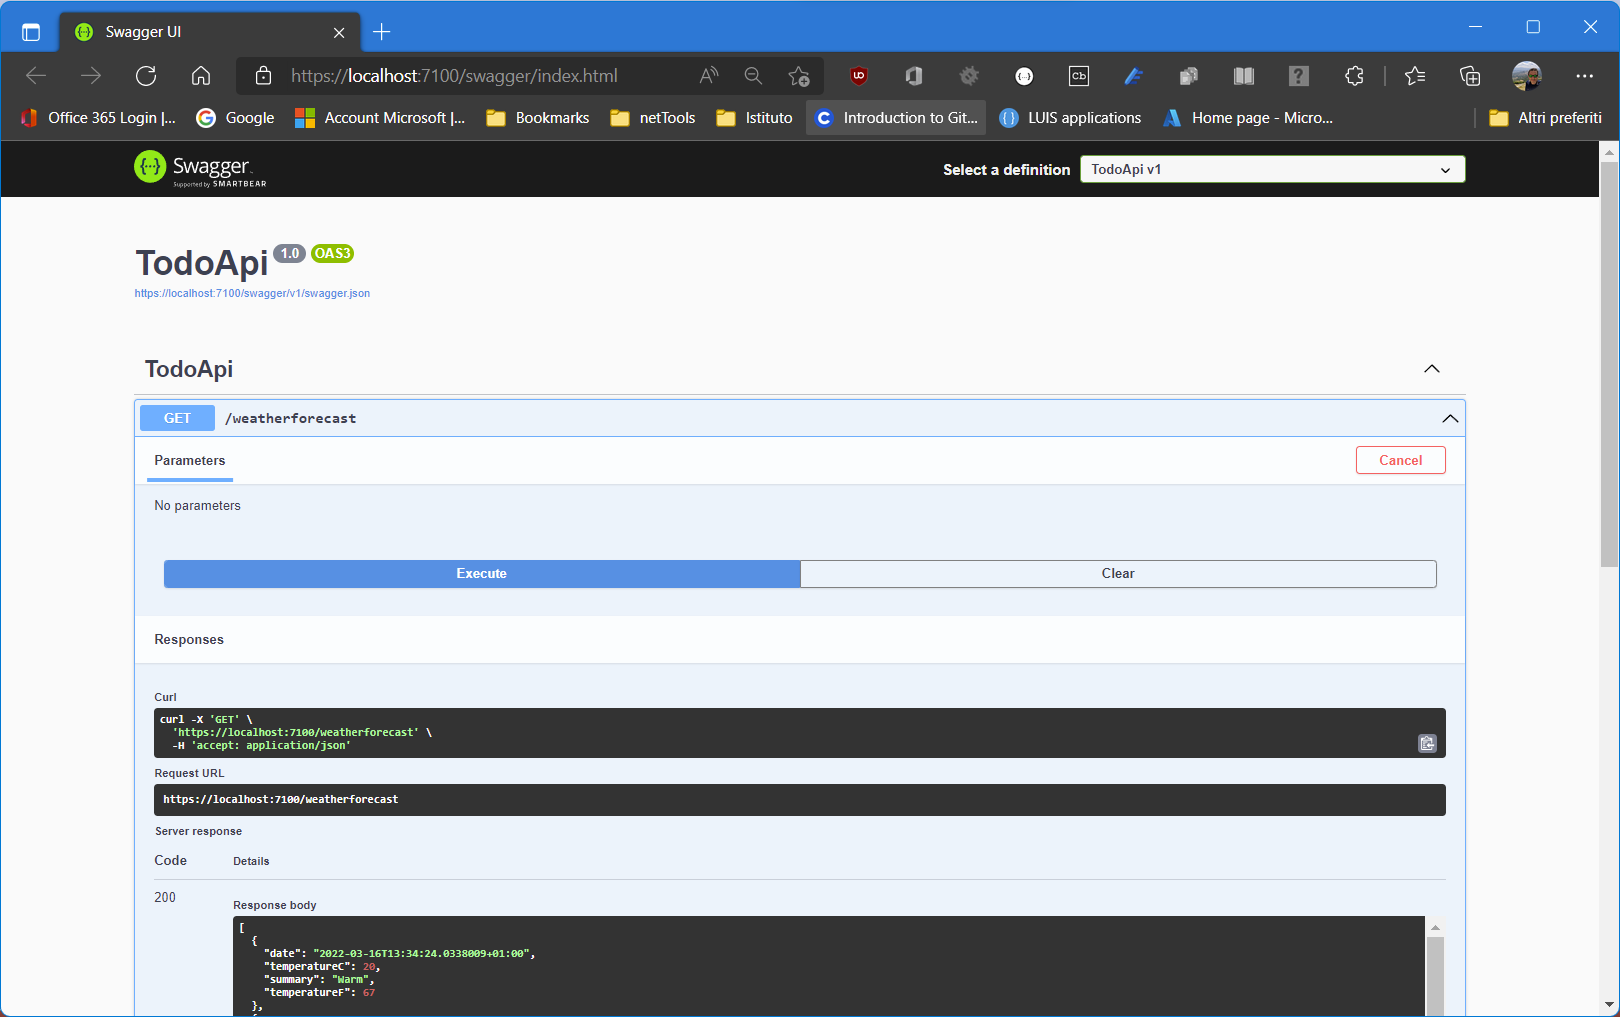 Swagger UI
https://localhost:7100/swagger/index.html
Office 365 Login |...
Google
Account Microsoft |...
Bookmarks
netTools
Istituto
Introduction to Git...
LUIS applications
Home page - Micro...
Altri preferiti
Swagger
Supported by SMARTBEAR
Select a definition
TodoApi v1
TodoApi 1.0 OAS3
https://localhost:7100/swagger/v1/swagger.json
TodoApi
GET /weatherforecast
Parameters
Cancel
No parameters
Execute
Clear
Responses
Curl
curl -X 'GET' \
'https://localhost:7100/weatherforecast' \
-H 'accept: application/json'
Request URL
https://localhost:7100/weatherforecast
Server response
Code Details
200
Response body
[
{
"date": "2022-03-16T13:34:24.0338009+01:00",
"temperatureC": 20,
"summary": "Warm",
"temperatureF": 67
},